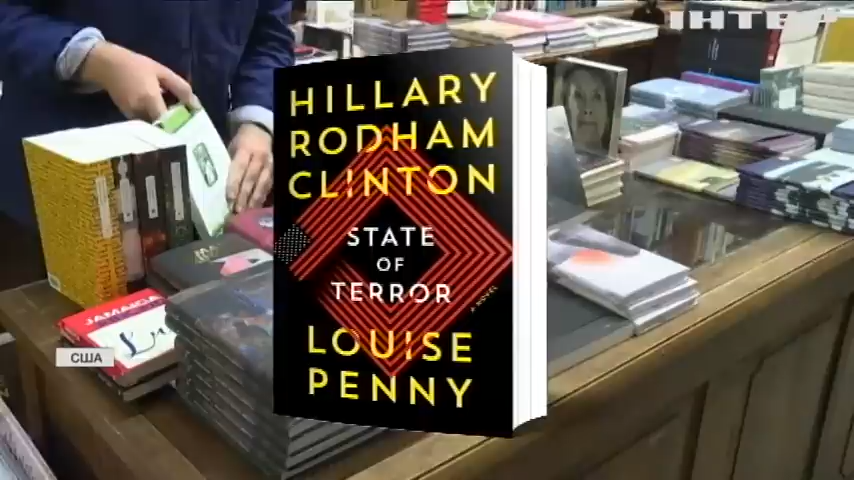 ІНТЕР
HILLARY
RODHAM
CLINTON
STATE
OF
TERROR
A NOVEL
LOUISE
PENNY
JAMAICA
США